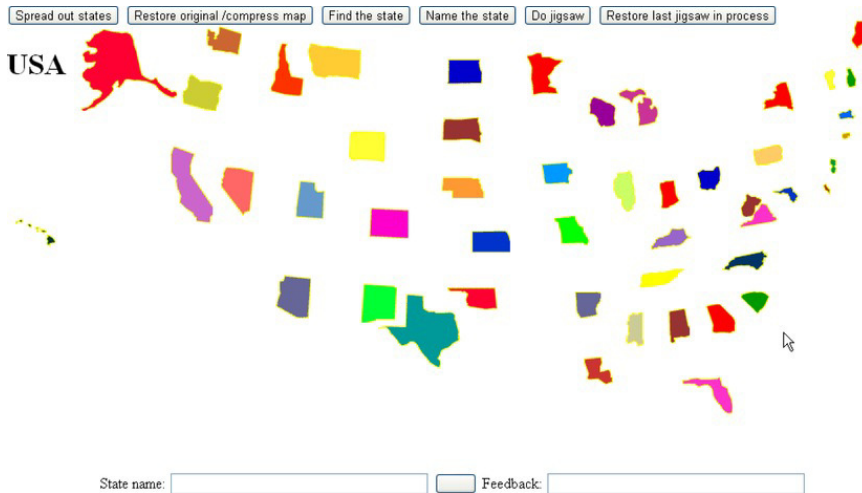 Spread out states Restore original /compress map Find the state Name the state Do jigsaw Restore last jigsaw in process
USA
State name: Feedback: